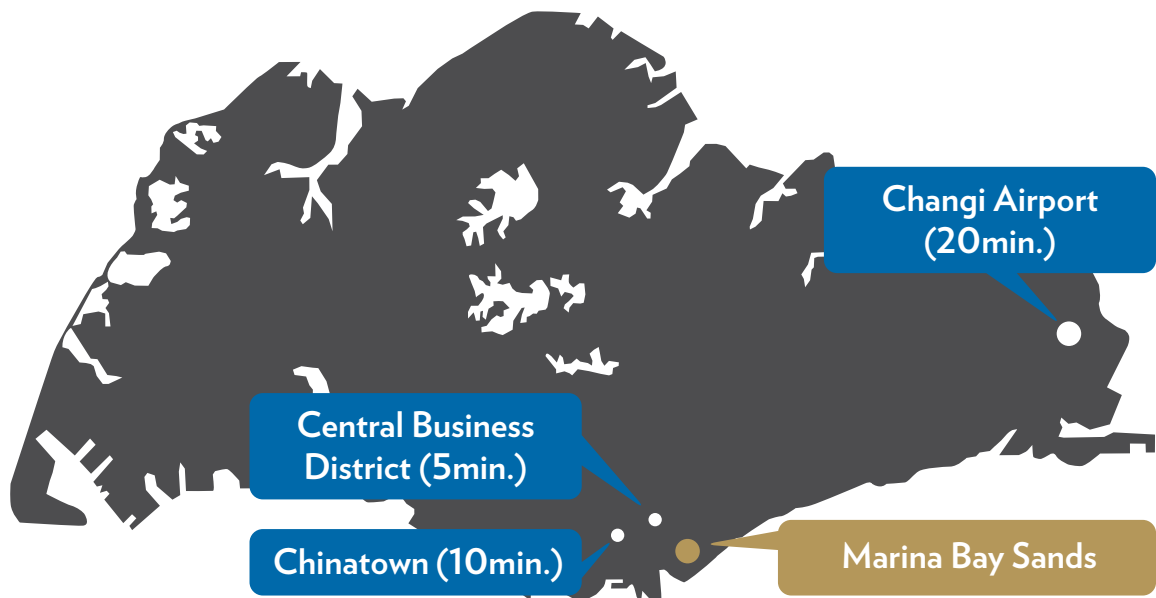 Changi Airport
(20min.)
Central Business
District (5min.)
Chinatown (10min.)
Marina Bay Sands